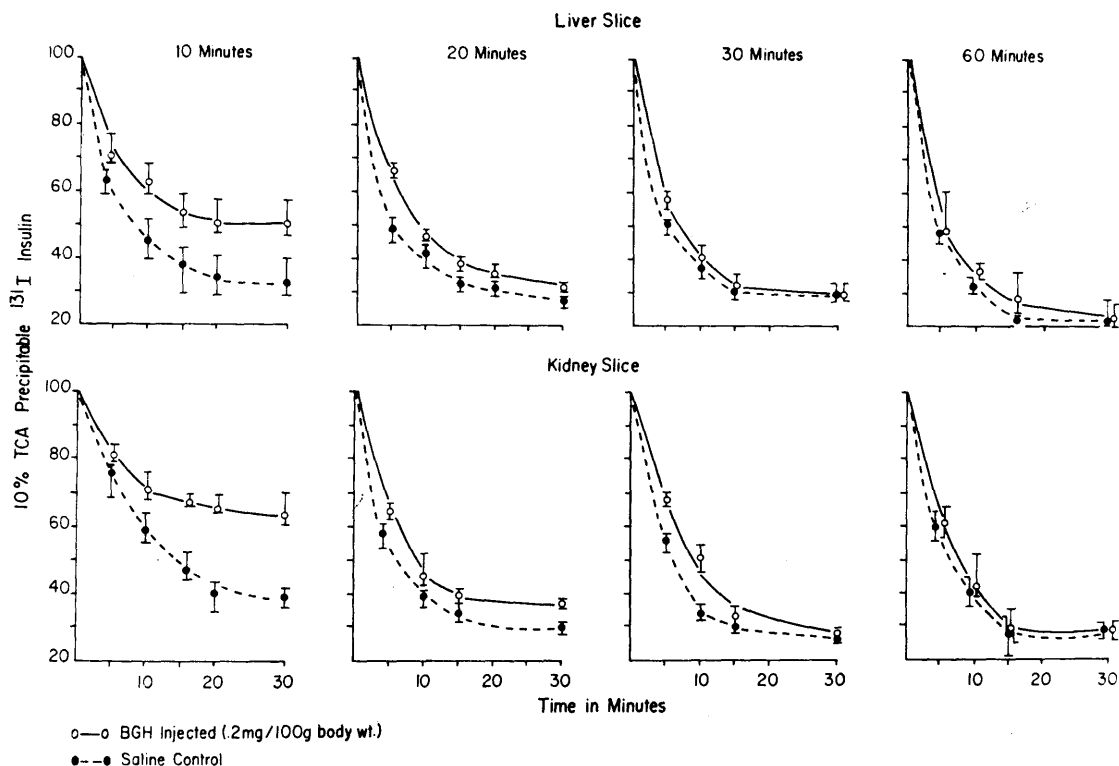 Liver Slice
10 Minutes 20 Minutes 30 Minutes 60 Minutes
100
80
60
40
20
10% TCA Precipitable 131I Insulin
Kidney Slice
100
80
60
40
20
10 20 30 10 20 30 10 20 30 10 20 30
Time in Minutes
o—o BGH Injected (.2mg/100g body wt.)
●--● Saline Control